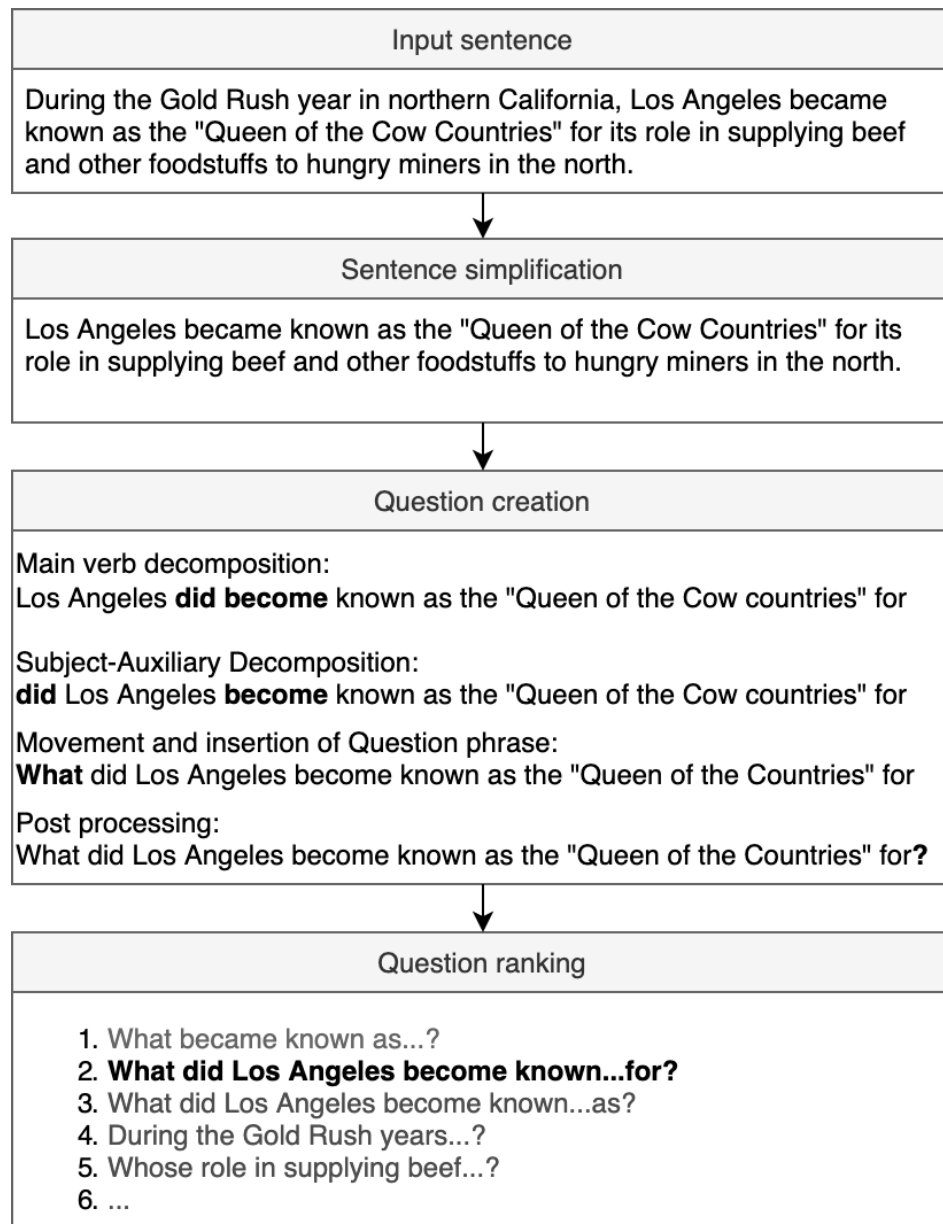 Input sentence
During the Gold Rush year in northern California, Los Angeles became
known as the "Queen of the Cow Countries" for its role in supplying beef
and other foodstuffs to hungry miners in the north.
Sentence simplification
Los Angeles became known as the "Queen of the Cow Countries" for its
role in supplying beef and other foodstuffs to hungry miners in the north.
Question creation
Main verb decomposition:
Los Angeles did become known as the "Queen of the Cow countries" for
Subject-Auxiliary Decomposition:
did Los Angeles become known as the "Queen of the Cow countries" for
Movement and insertion of Question phrase:
What did Los Angeles become known as the "Queen of the Countries" for
Post processing:
What did Los Angeles become known as the "Queen of the Countries" for?
Question ranking
1. What became known as...?
2. What did Los Angeles become known...for?
3. What did Los Angeles become known...as?
4. During the Gold Rush years...?
5. Whose role in supplying beef...?
6. ...